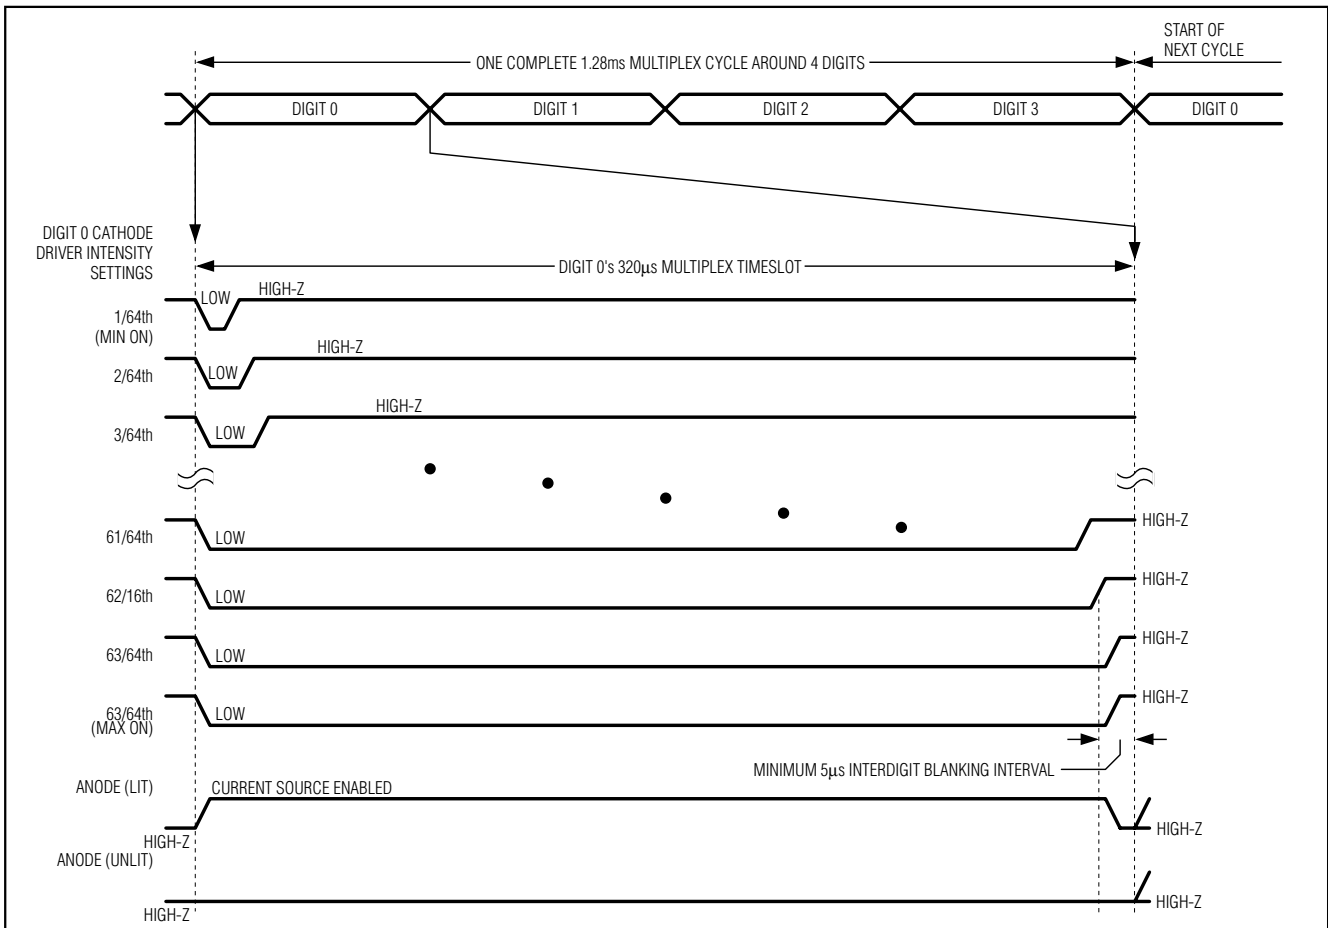 START OF
NEXT CYCLE
ONE COMPLETE 1.28ms MULTIPLEX CYCLE AROUND 4 DIGITS
DIGIT 0
DIGIT 1
DIGIT 2
DIGIT 3
DIGIT 0
DIGIT 0 CATHODE
DRIVER INTENSITY
SETTINGS
DIGIT 0's 320μs MULTIPLEX TIMESLOT
LOW
HIGH-Z
1/64th
(MIN ON)
HIGH-Z
2/64th
LOW
HIGH-Z
3/64th
LOW
61/64th
LOW
HIGH-Z
62/16th
LOW
HIGH-Z
63/64th
LOW
HIGH-Z
63/64th
(MAX ON)
LOW
HIGH-Z
MINIMUM 5μs INTERDIGIT BLANKING INTERVAL
ANODE (LIT)
CURRENT SOURCE ENABLED
HIGH-Z
HIGH-Z
ANODE (UNLIT)
HIGH-Z
HIGH-Z